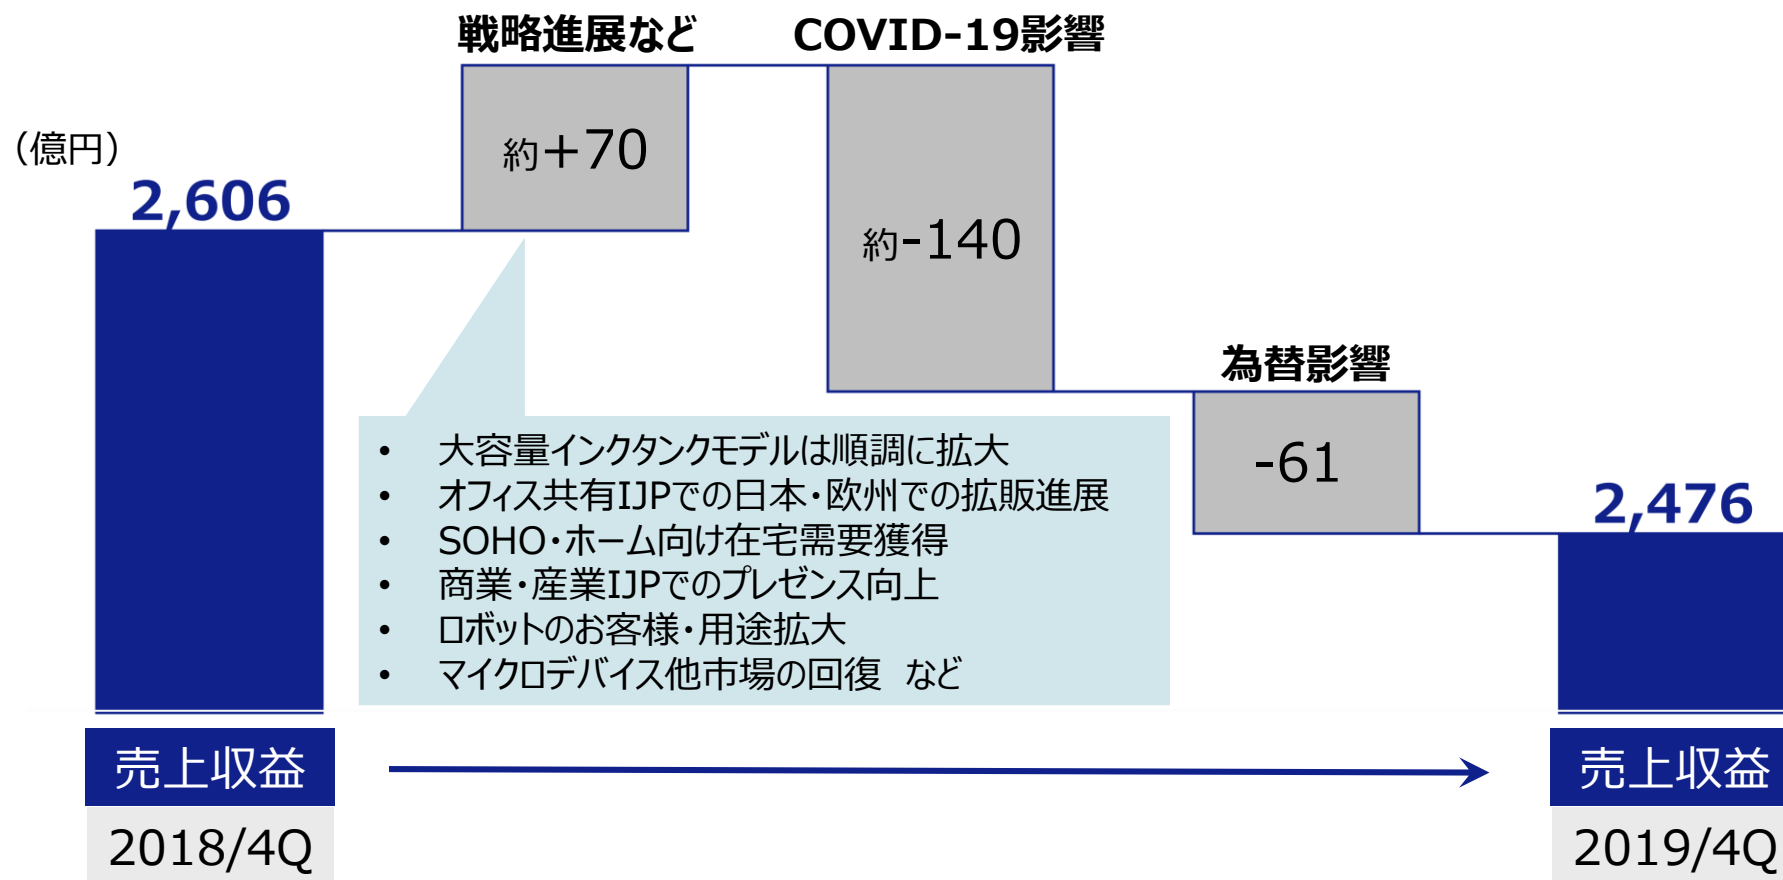 戦略進展など
COVID-19影響
（億円）
2,606
約+70
約-140
為替影響
-61
2,476
• 大容量インクタンクモデルは順調に拡大
• オフィス共有IJPでの日本・欧州での拡販進展
• SOHO・ホーム向け在宅需要獲得
• 商業・産業IJPでのプレゼンス向上
• ロボットのお客様・用途拡大
• マイクロデバイス他市場の回復　など
売上収益
2018/4Q
売上収益
2019/4Q